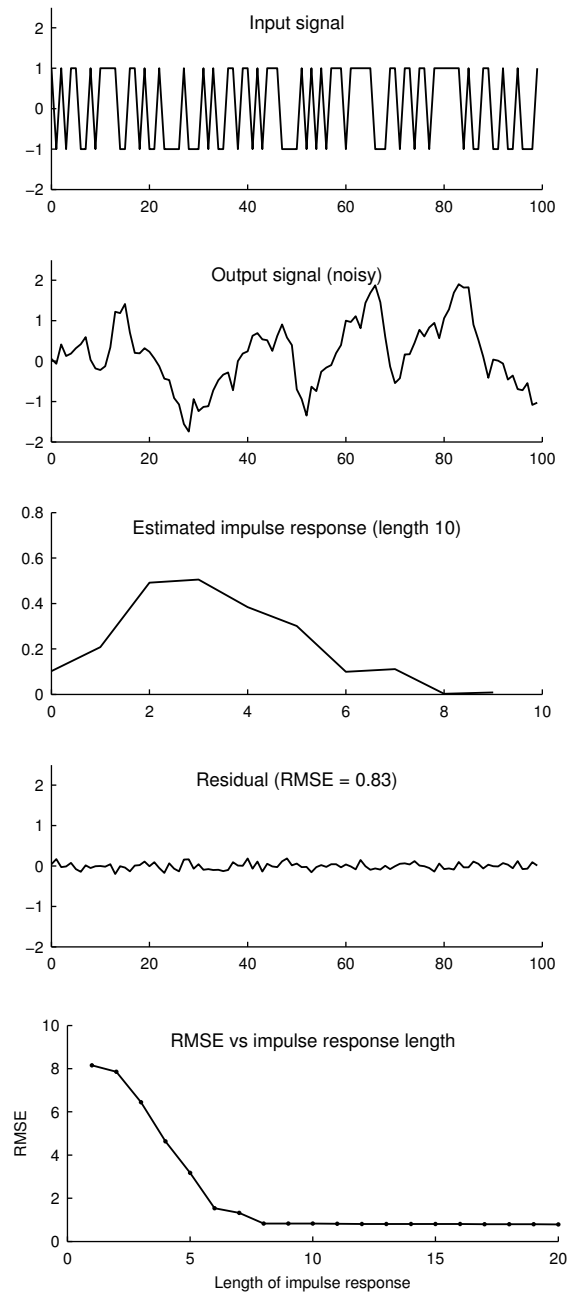 Input signal
2
1
0
−1
−2
0 20 40 60 80 100
Output signal (noisy)
2
1
0
−1
−2
0 20 40 60 80 100
0.8
Estimated impulse response (length 10)
0.6
0.4
0.2
0
0 2 4 6 8 10
Residual (RMSE = 0.83)
2
1
0
−1
−2
0 20 40 60 80 100
10
RMSE vs impulse response length
8
6
4
2
0
RMSE
0 5 10 15 20
Length of impulse response